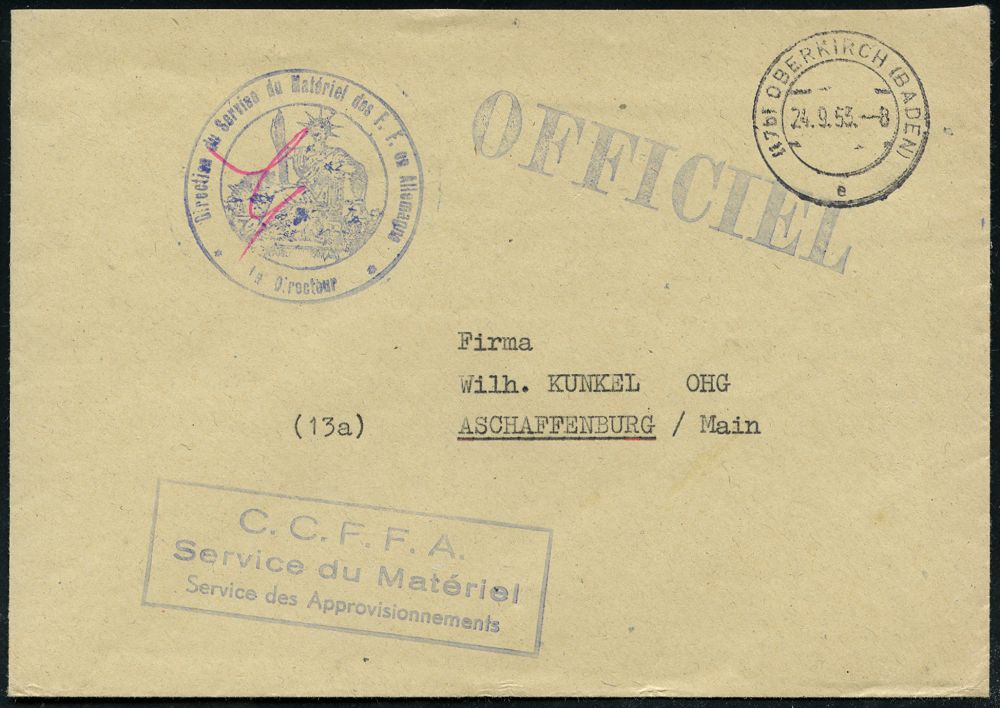 Direction du Service du Matériel des F. F. en Allemagne
Le Directeur
OFFICIEL
(17b) OBERKIRCH (BADEN)
24.9.53.-8
e
Firma
Wilh. KUNKEL OHG
(13a) ASCHAFFENBURG / Main
C. C. F. F. A.
Service du Matériel
Service des Approvisionnements